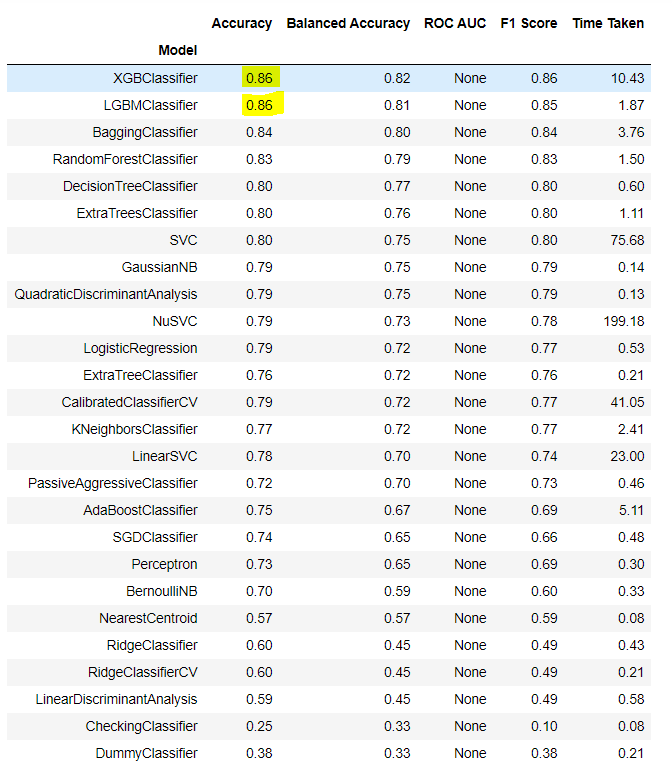 Accuracy Balanced Accuracy ROC AUC F1 Score Time Taken
Model
XGBClassifier 0.86 0.82 None 0.86 10.43
LGBMClassifier 0.86 0.81 None 0.85 1.87
BaggingClassifier 0.84 0.80 None 0.84 3.76
RandomForestClassifier 0.83 0.79 None 0.83 1.50
DecisionTreeClassifier 0.80 0.77 None 0.80 0.60
ExtraTreesClassifier 0.80 0.76 None 0.80 1.11
SVC 0.80 0.75 None 0.80 75.68
GaussianNB 0.79 0.75 None 0.79 0.14
QuadraticDiscriminantAnalysis 0.79 0.75 None 0.79 0.13
NuSVC 0.79 0.73 None 0.78 199.18
LogisticRegression 0.79 0.72 None 0.77 0.53
ExtraTreeClassifier 0.76 0.72 None 0.76 0.21
CalibratedClassifierCV 0.79 0.72 None 0.77 41.05
KNeighborsClassifier 0.77 0.72 None 0.77 2.41
LinearSVC 0.78 0.70 None 0.74 23.00
PassiveAggressiveClassifier 0.72 0.70 None 0.73 0.46
AdaBoostClassifier 0.75 0.67 None 0.69 5.11
SGDClassifier 0.74 0.65 None 0.66 0.48
Perceptron 0.73 0.65 None 0.69 0.30
BernoulliNB 0.70 0.59 None 0.60 0.33
NearestCentroid 0.57 0.57 None 0.59 0.08
RidgeClassifier 0.60 0.45 None 0.49 0.43
RidgeClassifierCV 0.60 0.45 None 0.49 0.21
LinearDiscriminantAnalysis 0.59 0.45 None 0.49 0.58
CheckingClassifier 0.25 0.33 None 0.10 0.08
DummyClassifier 0.38 0.33 None 0.38 0.21